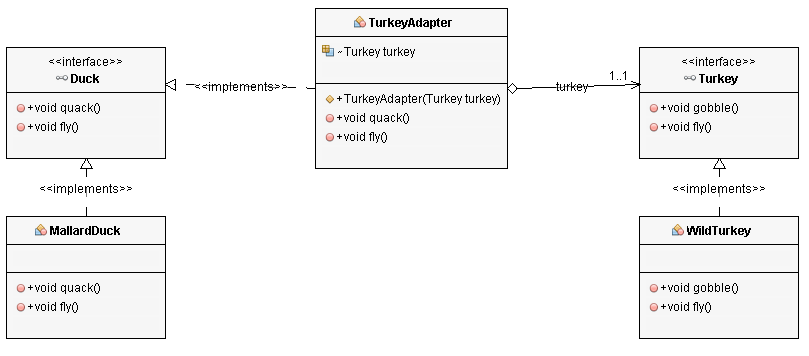 <<interface>>
Duck
+void quack()
+void fly()
<<implements>>
TurkeyAdapter
~Turkey turkey
+TurkeyAdapter(Turkey turkey)
+void quack()
+void fly()
turkey
1..1
<<interface>>
Turkey
+void gobble()
+void fly()
<<implements>>
MallardDuck
+void quack()
+void fly()
<<implements>>
WildTurkey
+void gobble()
+void fly()